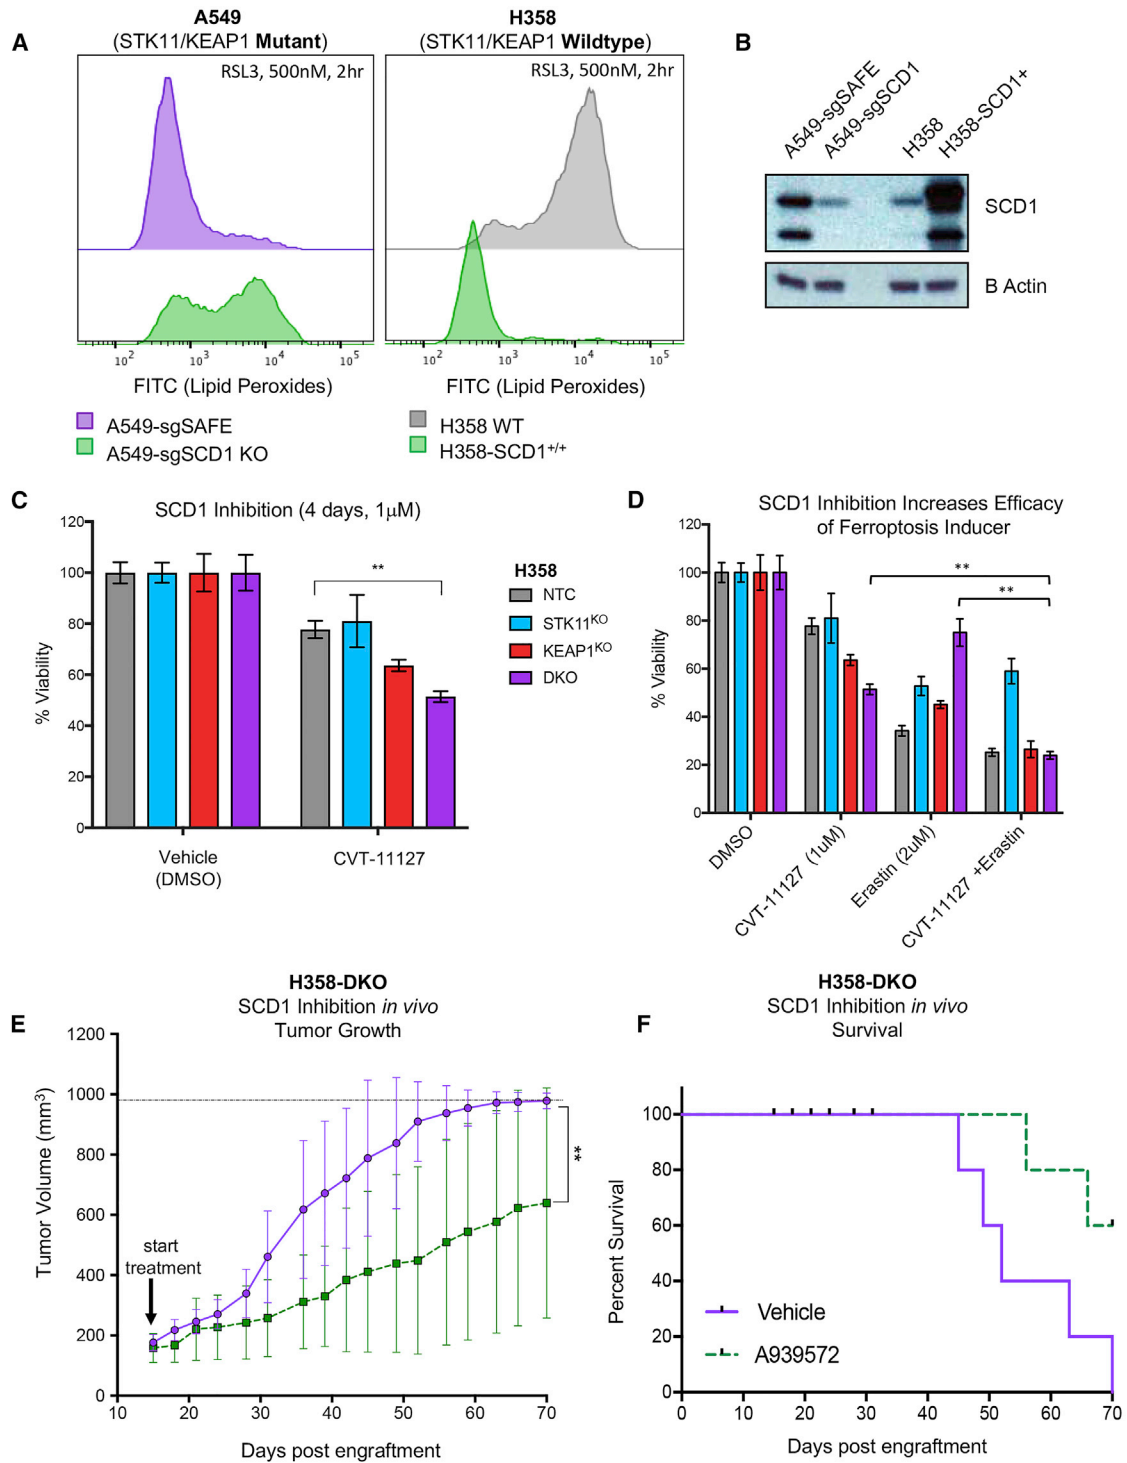 A
A549
(STK11/KEAP1 Mutant)
RSL3, 500nM, 2hr
10² 10³ 10⁴ 10⁵
FITC (Lipid Peroxides)
A549-sgSAFE
A549-sgSCD1 KO
H358
(STK11/KEAP1 Wildtype)
RSL3, 500nM, 2hr
10² 10³ 10⁴ 10⁵
FITC (Lipid Peroxides)
H358 WT
H358-SCD1+/+
B
A549-sgSAFE
A549-sgSCD1
H358
H358-SCD1+
SCD1
B Actin
C
SCD1 Inhibition (4 days, 1µM)
% Viability
120
100
80
60
40
20
0
**
Vehicle
(DMSO)
CVT-11127
H358
NTC
STK11KO
KEAP1KO
DKO
D
SCD1 Inhibition Increases Efficacy
of Ferroptosis Inducer
% Viability
120
100
80
60
40
20
0
**
**
DMSO
CVT-11127 (1uM)
Erastin (2uM)
CVT-11127 +Erastin
E
H358-DKO
SCD1 Inhibition in vivo
Tumor Growth
Tumor Volume (mm³)
1200
1000
800
600
400
200
0
start
treatment
**
10 20 30 40 50 60 70
Days post engraftment
F
H358-DKO
SCD1 Inhibition in vivo
Survival
Percent Survival
100
80
60
40
20
0
Vehicle
A939572
0 10 20 30 40 50 60 70
Days post engraftment